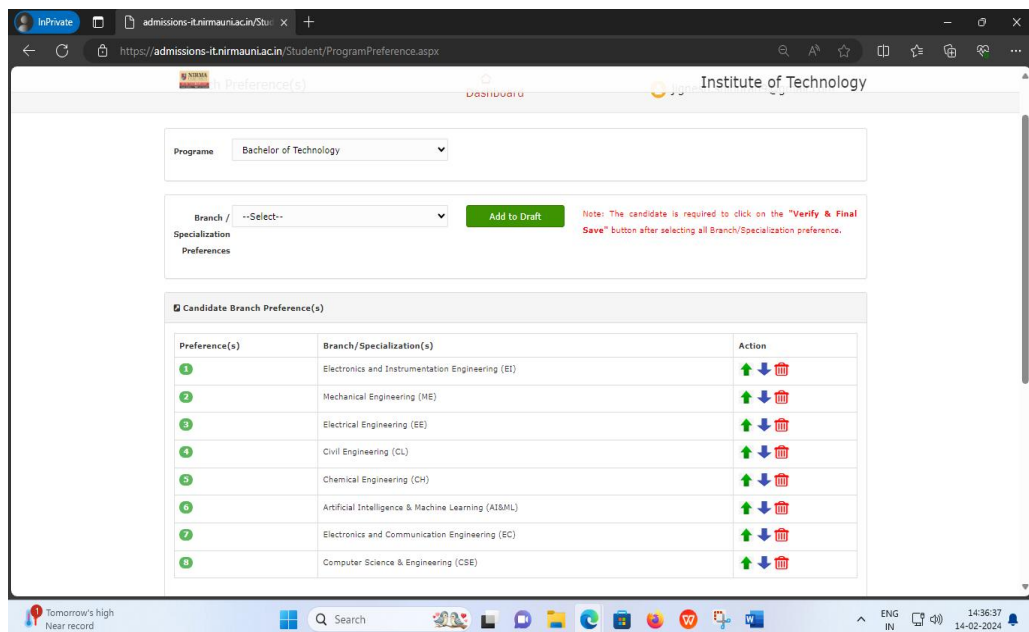 InPrivate
admissions-it.nirmauni.ac.in/Stud
https://admissions-it.nirmauni.ac.in/Student/ProgramPreference.aspx
NIRMA
h Preference(s)
Dashboard
Institute of Technology
Programe
Bachelor of Technology
Branch /
Specialization
Preferences
--Select--
Add to Draft
Note: The candidate is required to click on the "Verify & Final
Save" button after selecting all Branch/Specialization preference.
Candidate Branch Preference(s)
Preference(s) Branch/Specialization(s) Action
1 Electronics and Instrumentation Engineering (EI)
2 Mechanical Engineering (ME)
3 Electrical Engineering (EE)
4 Civil Engineering (CL)
5 Chemical Engineering (CH)
6 Artificial Intelligence & Machine Learning (AI&ML)
7 Electronics and Communication Engineering (EC)
8 Computer Science & Engineering (CSE)
1
Tomorrow's high
Near record
Search
ENG
IN
14:36:37
14-02-2024